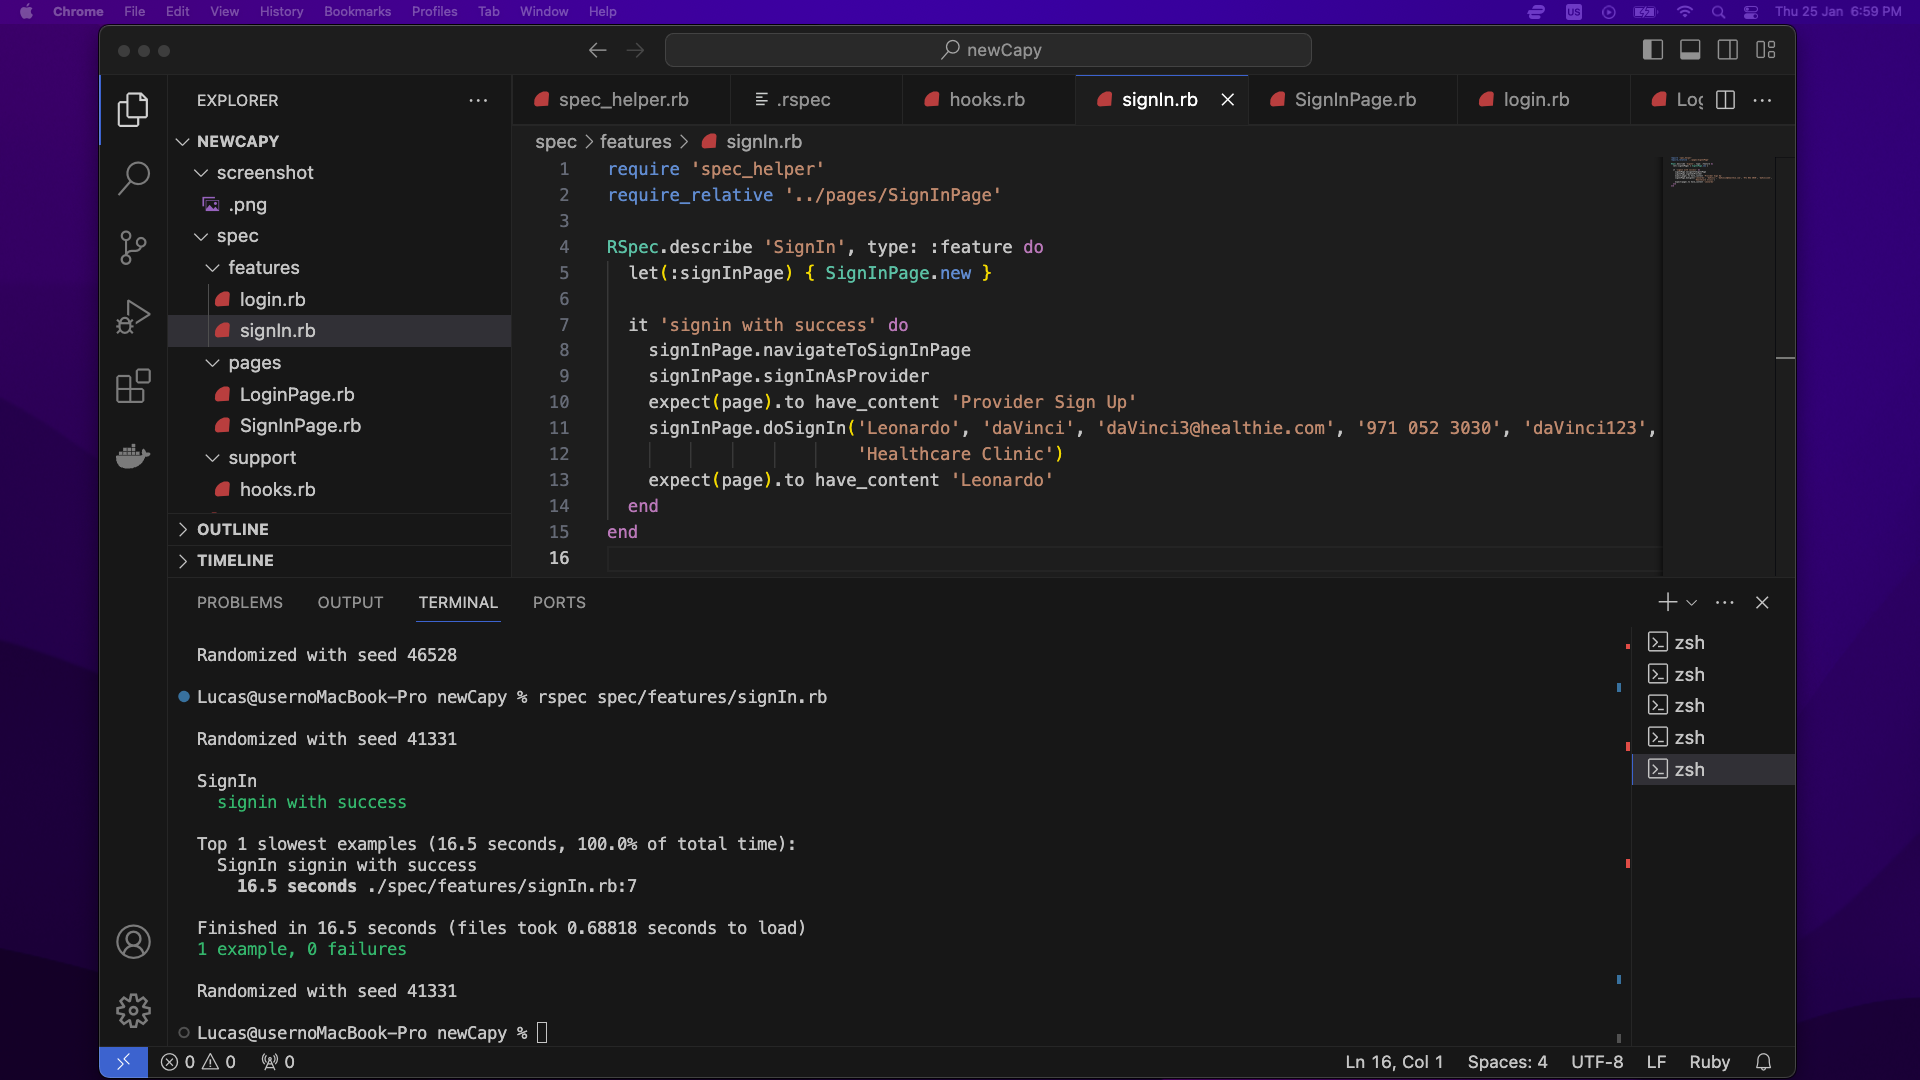 Chrome File Edit View History Bookmarks Profiles Tab Window Help US Thu 25 Jan 6:59 PM
newCapy
EXPLORER
NEWCAPY
screenshot
.png
spec
features
login.rb
signIn.rb
pages
LoginPage.rb
SignInPage.rb
support
hooks.rb
OUTLINE
TIMELINE
spec_helper.rb .rspec hooks.rb signIn.rb SignInPage.rb login.rb Log
spec > features > signIn.rb
1 require 'spec_helper'
2 require_relative '../pages/SignInPage'
3
4 RSpec.describe 'SignIn', type: :feature do
5 let(:signInPage) { SignInPage.new }
6
7 it 'signin with success' do
8 signInPage.navigateToSignInPage
9 signInPage.signInAsProvider
10 expect(page).to have_content 'Provider Sign Up'
11 signInPage.doSignIn('Leonardo', 'daVinci', 'daVinci3@healthie.com', '971 052 3030', 'daVinci123',
12 'Healthcare Clinic')
13 expect(page).to have_content 'Leonardo'
14 end
15 end
16
PROBLEMS OUTPUT TERMINAL PORTS
Randomized with seed 46528
Lucas@usernoMacBook-Pro newCapy % rspec spec/features/signIn.rb
Randomized with seed 41331
SignIn
signin with success
Top 1 slowest examples (16.5 seconds, 100.0% of total time):
SignIn signin with success
16.5 seconds ./spec/features/signIn.rb:7
Finished in 16.5 seconds (files took 0.68818 seconds to load)
1 example, 0 failures
Randomized with seed 41331
Lucas@usernoMacBook-Pro newCapy %
zsh
zsh
zsh
zsh
zsh
0 0 0 Ln 16, Col 1 Spaces: 4 UTF-8 LF Ruby